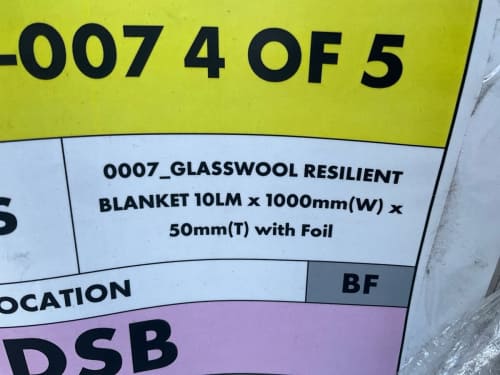 -007 4 OF 5
0007_GLASSWOOL RESILIENT
BLANKET 10LM x 1000mm(W) x
50mm(T) with Foil
S
OCATION
BF
DSB